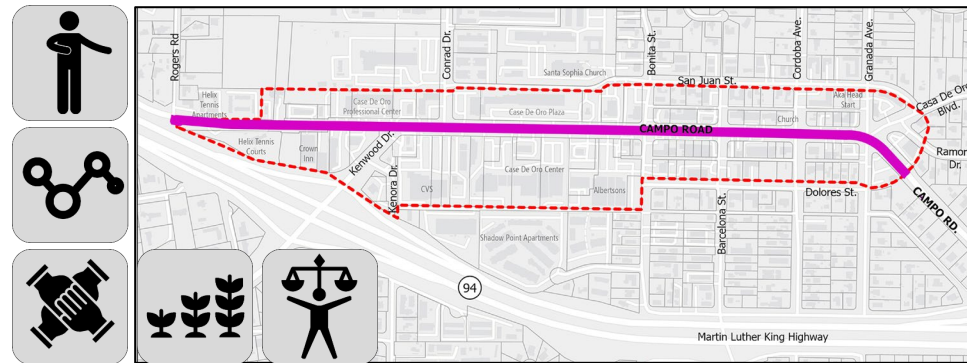 Rogers Rd
Conrad Dr.
Bonita St.
Cordoba Ave.
Granada Ave.
Santa Sophia Church
San Juan St.
Helix
Tennis
Apartments
Case De Oro
Professional Center
Case De Oro Plaza
Aka Head
Start
Casa De Oro
Blvd.
Church
CAMPO ROAD
Helix Tennis
Courts
Crown
Inn
Kenwood Dr.
Kenora Dr.
CVS
Case De Oro Center
Albertsons
Ramon
Dr.
Dolores St.
CAMPO RD.
Barcelona St.
Shadow Point Apartments
94
Martin Luther King Highway